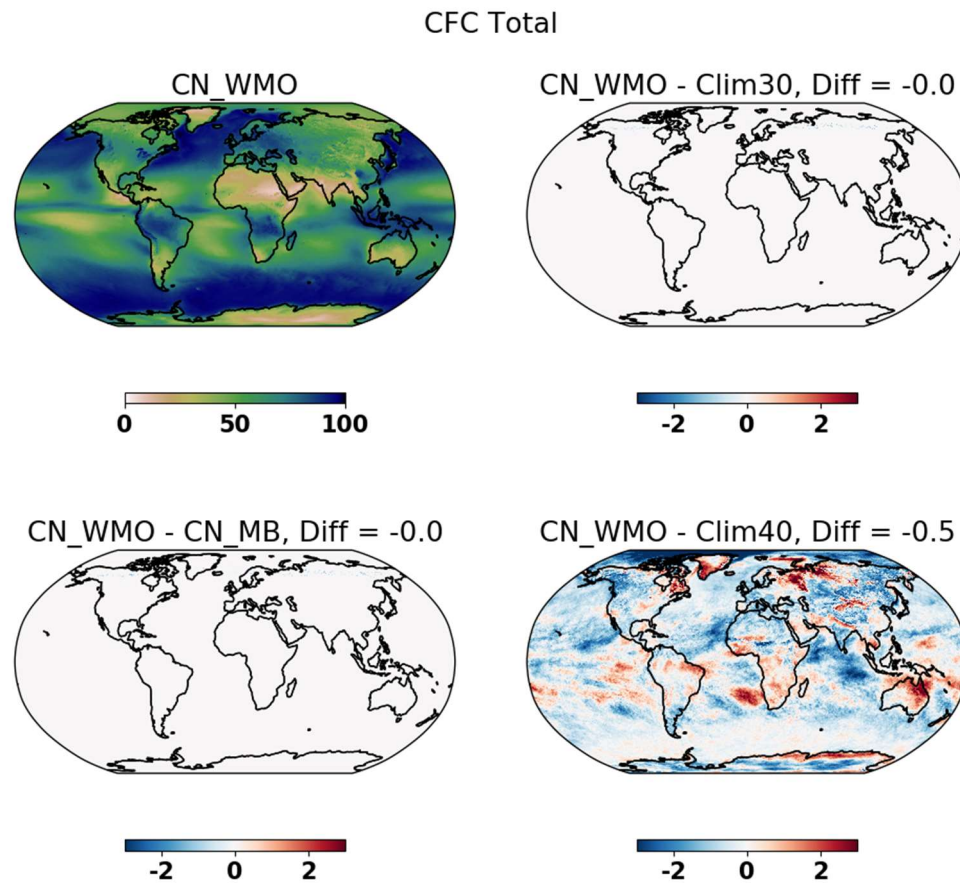 CFC Total
CN_WMO
CN_WMO - Clim30, Diff = -0.0
0 50 100
-2 0 2
CN_WMO - CN_MB, Diff = -0.0
CN_WMO - Clim40, Diff = -0.5
-2 0 2
-2 0 2